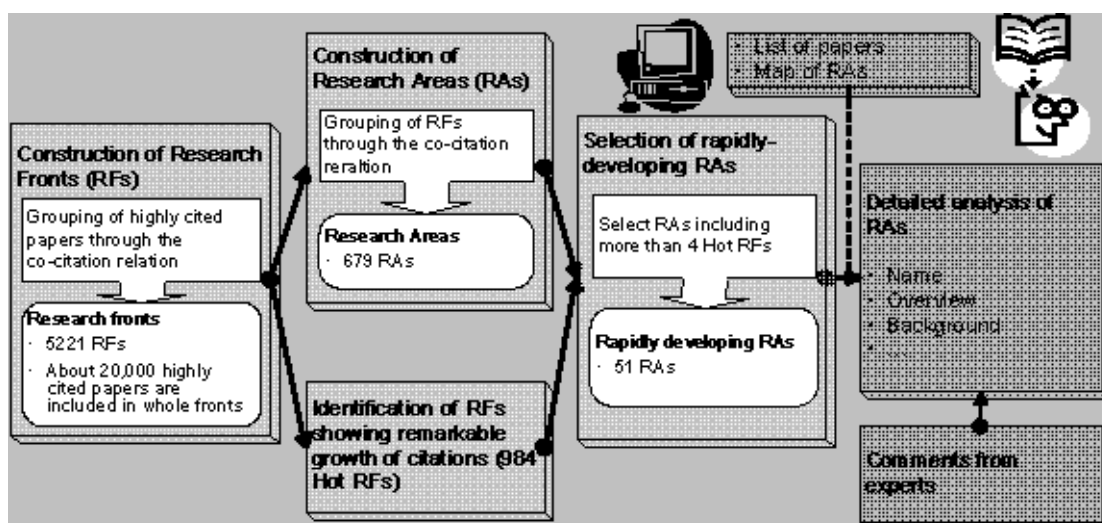 Construction of Research
Fronts (RFs)
Grouping of highly cited
papers through the
co-citation relation
Research fronts
· 5221 RFs
· About 20,000 highly
cited papers are
included in whole fronts
Construction of
Research Areas (RAs)
Grouping of RFs
through the co-citation
reraltion
Research Areas
· 679 RAs
Identification of RFs
showing remarkable
growth of citations (984
Hot RFs)
Selection of rapidly-
developing RAs
Select RAs including
more than 4 Hot RFs
Rapidly developing RAs
· 51 RAs
· List of papers
· Map of RAs
Detailed analysis of
RAs
· Name
· Overview
· Background
· ...
Comments from
experts